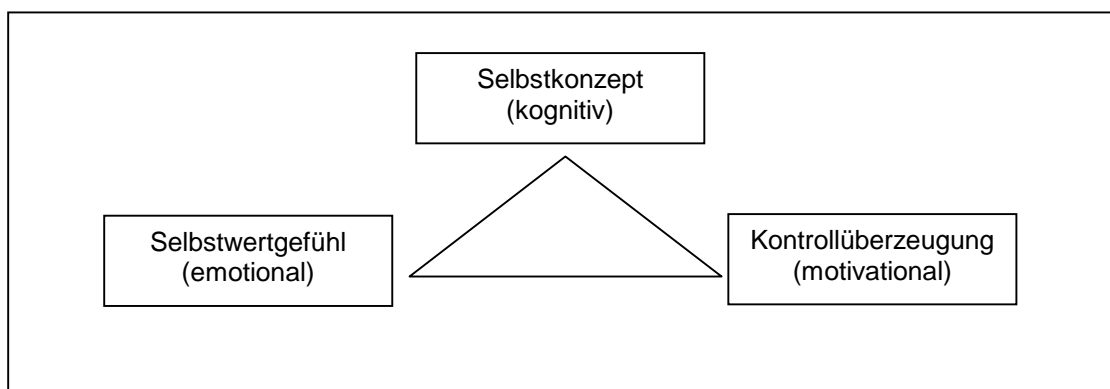 Selbstkonzept
(kognitiv)
Selbstwertgefühl
(emotional)
Kontrollüberzeugung
(motivational)